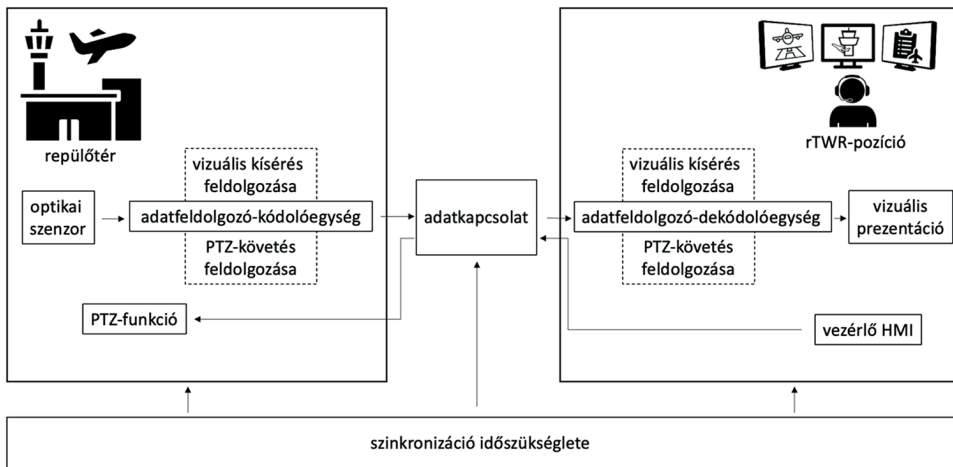 repülőtér
optikai
szenzor
vizuális kísérés
feldolgozása
adatfeldolgozó-kódolóegység
PTZ-követés
feldolgozása
PTZ-funkció
adatkapcsolat
rTWR-pozíció
vizuális kísérés
feldolgozása
adatfeldolgozó-dekódolóegység
PTZ-követés
feldolgozása
vizuális
prezentáció
vezérlő HMI
szinkronizáció időszükséglete